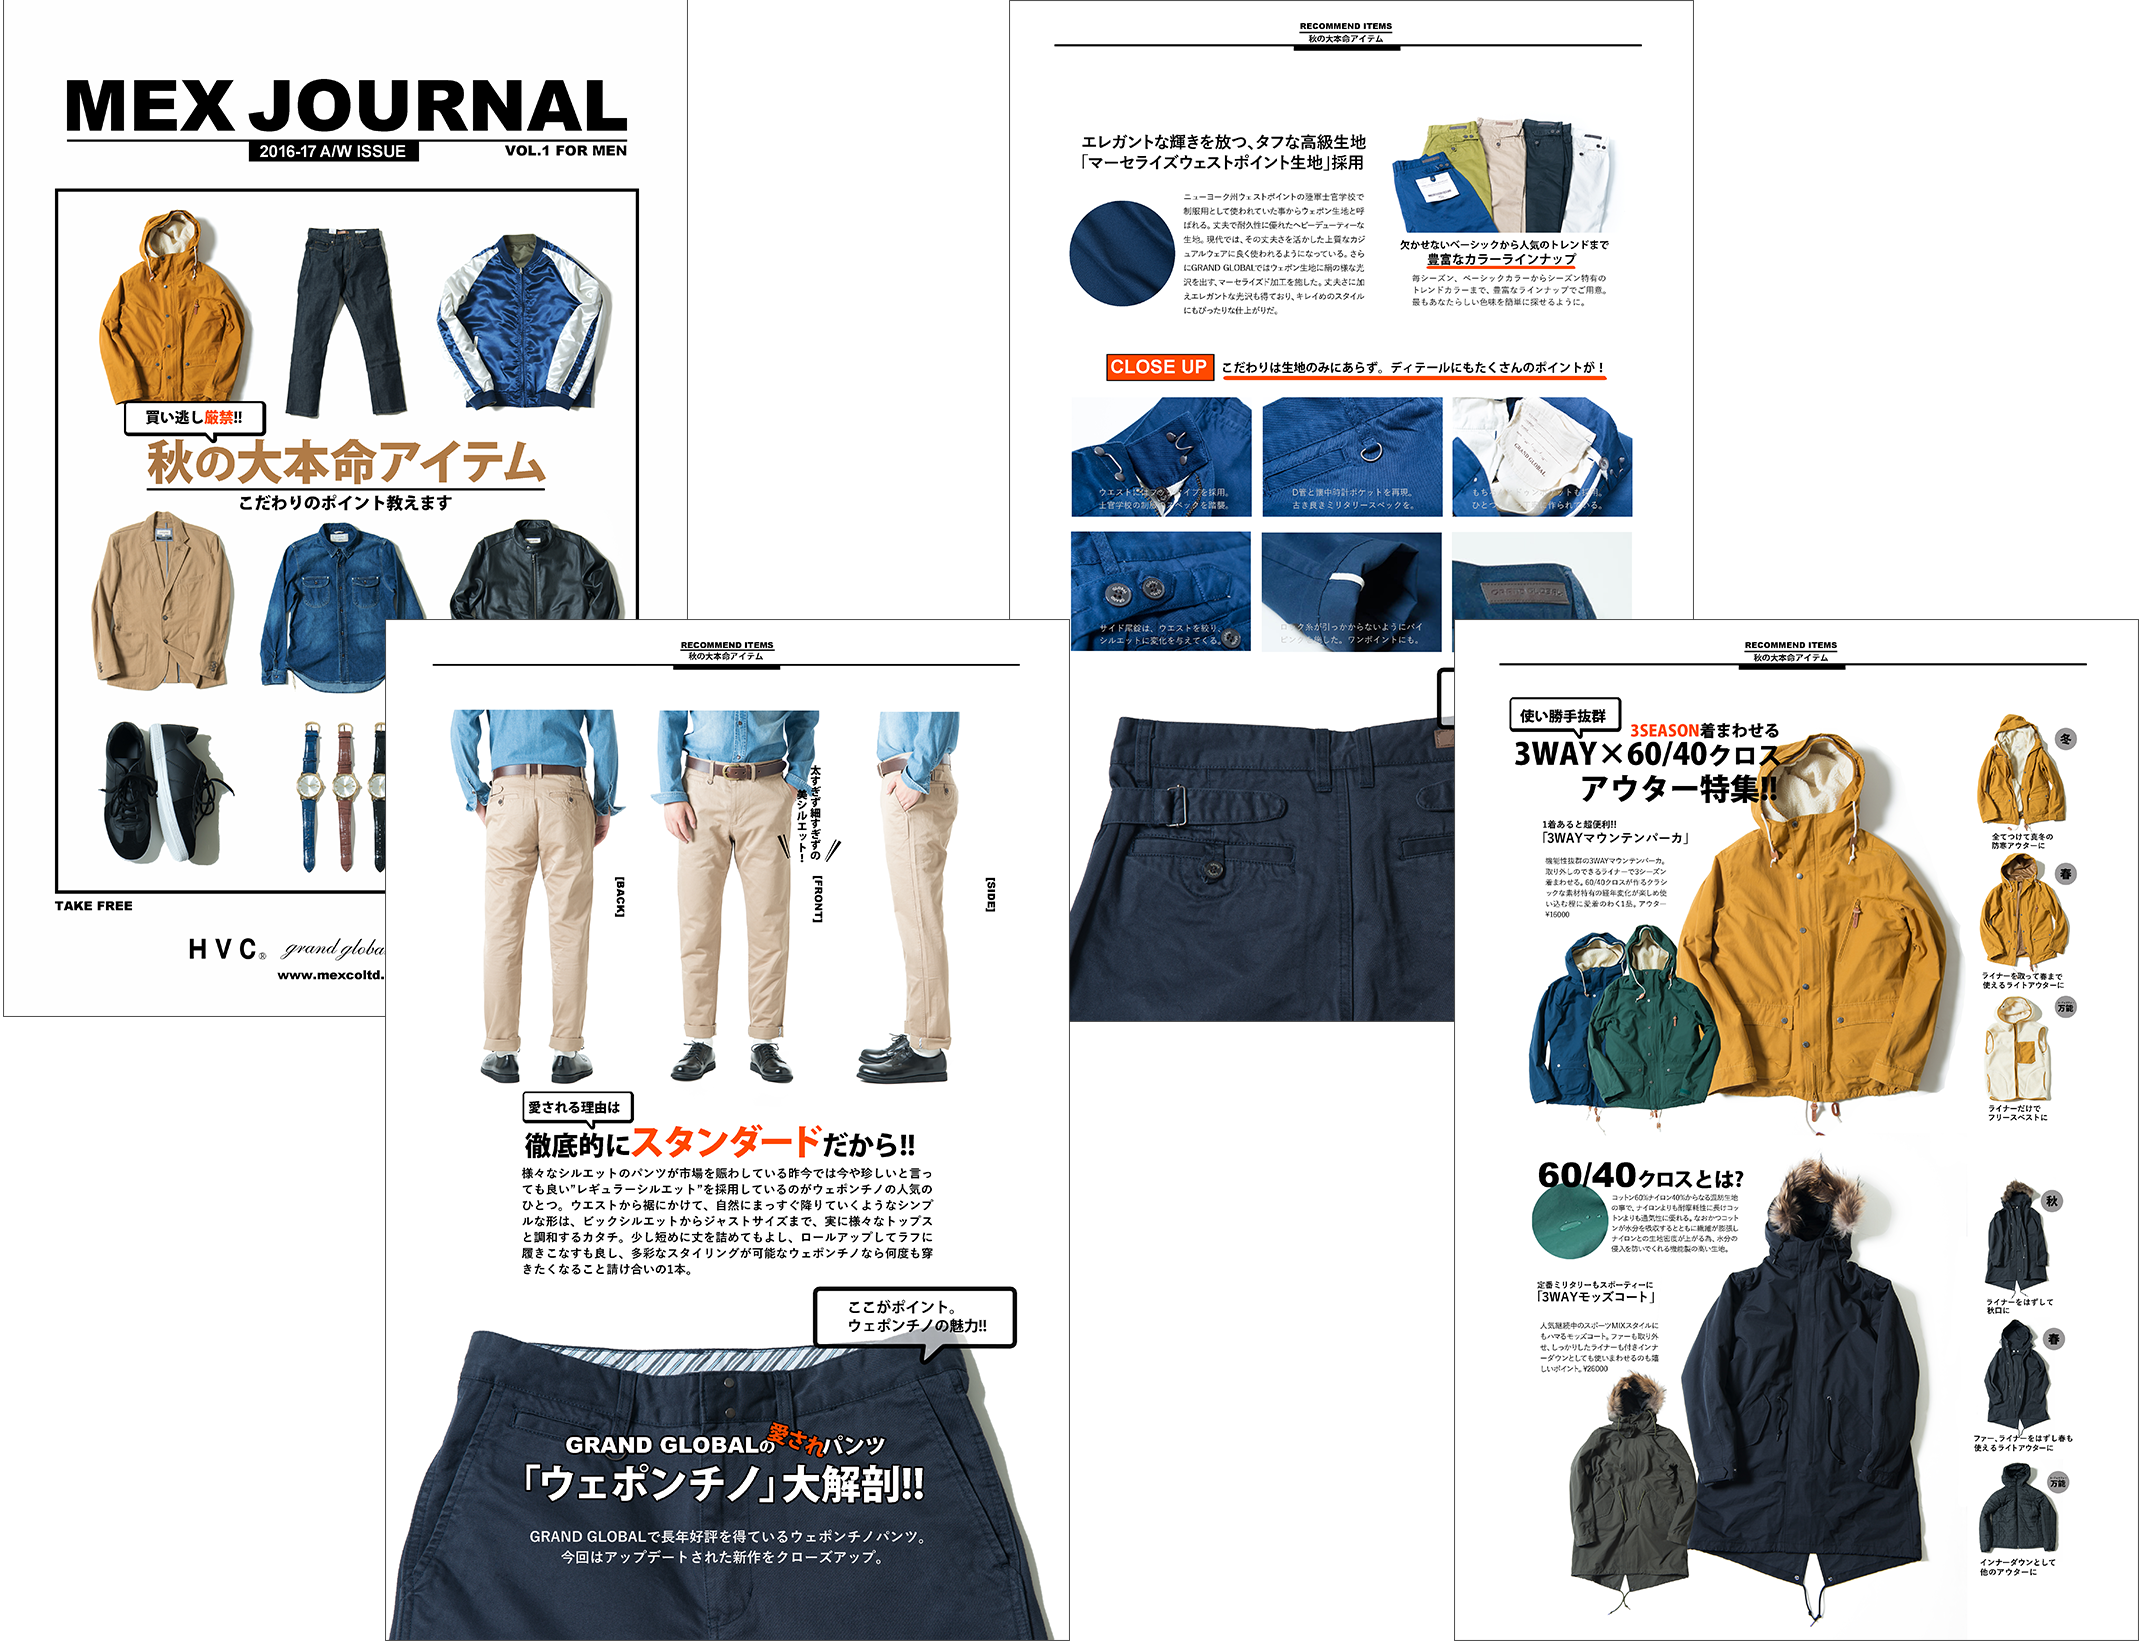 MEX JOURNAL
2016-17 A/W ISSUE
VOL.1 FOR MEN
買い逃し厳禁!!
秋の大本命アイテム
こだわりのポイント教えます
TAKE FREE
HVC®
grand globa
www.mexcoltd.
RECOMMEND ITEMS
秋の大本命アイテム
エレガントな輝きを放つ、タフな高級生地
「マーセライズウェストポイント生地」採用
ニューヨーク州ウェストポイントの陸軍士官学校で
制服用として使われていた事からウェポン生地と呼
ばれる。丈夫で耐久性に優れたヘビーデューティーな
生地。現代では、その丈夫さを活かした上質なカジ
ュアルウェアに良く使われるようになっている。さら
にGRAND GLOBALではウェポン生地に絹の様な光
沢を出す、マーセライズド加工を施した。丈夫さに加
えエレガントな光沢も得ており、キレイめのスタイル
にもぴったりな仕上がりだ。
欠かせないベーシックから人気のトレンドまで
豊富なカラーラインナップ
毎シーズン、ベーシックカラーからシーズン特有の
トレンドカラーまで、豊富なラインナップでご用意。
最もあなたらしい色味を簡単に探せるように。
CLOSE UP
こだわりは生地のみにあらず。ディテールにもたくさんのポイントが!
士官学校の制服のスペックを踏襲。
D管と懐中時計ポケットを再現。
古き良きミリタリースペックを。
GRAND GLOBAL
サイド尾錠は、ウエストを絞り、
シルエットに変化を与えてくる。
ロック糸が引っかからないようにパイ
ピングを施した。ワンポイントにも。
RECOMMEND ITEMS
秋の大本命アイテム
太すぎず細すぎずの
美シルエット!
[BACK]
[FRONT]
[SIDE]
愛される理由は
徹底的にスタンダードだから!!
様々なシルエットのパンツが市場を賑わしている昨今では今や珍しいと言っ
ても良い”レギュラーシルエット”を採用しているのがウェポンチノの人気の
ひとつ。ウエストから裾にかけて、自然にまっすぐ降りていくようなシンプ
ルな形は、ビックシルエットからジャストサイズまで、実に様々なトップス
と調和するカタチ。少し短めに丈を詰めてもよし、ロールアップしてラフに
履きこなすも良し、多彩なスタイリングが可能なウェポンチノなら何度も穿
きたくなること請け合いの1本。
ここがポイント。
ウェポンチノの魅力!!
GRAND GLOBALの愛されパンツ
「ウェポンチノ」大解剖!!
GRAND GLOBALで長年好評を得ているウェポンチノパンツ。
今回はアップデートされた新作をクローズアップ。
RECOMMEND ITEMS
秋の大本命アイテム
使い勝手抜群
3SEASON着まわせる
3WAY×60/40クロス
アウター特集!!
1着あると超便利!!
「3WAYマウンテンパーカ」
機能性抜群の3WAYマウンテンパーカ。
取り外しのできるライナーで3シーズン
着まわせる。60/40クロスが作るクラシ
ックな素材特有の経年変化が楽しめ使
い込む程に愛着のわく1品。アウター
¥16000
冬
全てつけて真冬の
防寒アウターに
春
ライナーを取って春まで
使えるライトアウターに
万能
ライナーだけで
フリースベストに
60/40クロスとは?
コットン60%ナイロン40%からなる混紡生地
の事で、ナイロンよりも耐摩耗性に長けコッ
トンよりも通気性に優れる。なおかつコット
ンが水分を吸収するとともに繊維が膨張し
ナイロンとの生地密度が上がる為、水分の
侵入を防いでくれる機能製の高い生地。
定番ミリタリーもスポーティーに
「3WAYモッズコート」
人気継続中のスポーツMIXスタイルに
もハマるモッズコート。ファーも取り外
せ、しっかりしたライナーも付きインナ
ーダウンとしても使いまわせるのも嬉
しいポイント。¥26000
秋
ライナーをはずして
秋口に
春
ファー、ライナーをはずし春も
使えるライトアウターに
万能
インナーダウンとして
他のアウターに